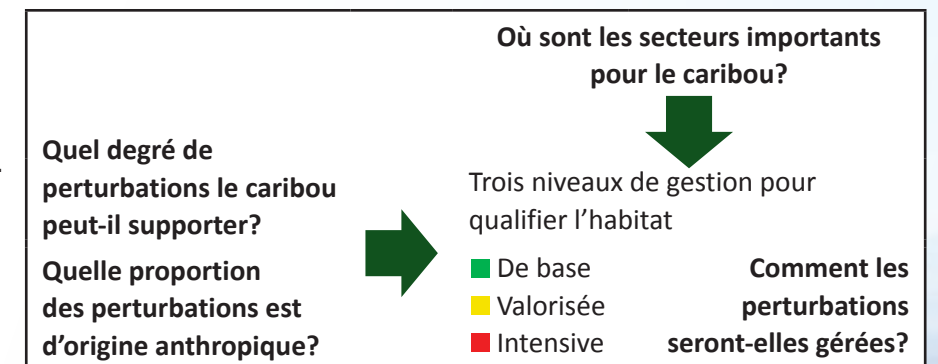 Où sont les secteurs importants
pour le caribou?
Quel degré de
perturbations le caribou
peut-il supporter?
Quelle proportion
des perturbations est
d’origine anthropique?
Trois niveaux de gestion pour
qualifier l’habitat
De base
Valorisée
Intensive
Comment les
perturbations
seront-elles gérées?